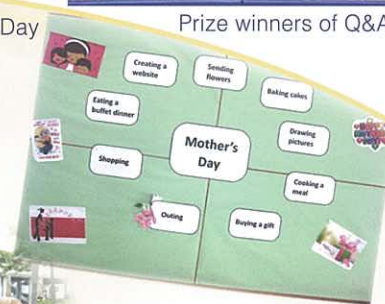 Day
Prize winners of Q&A
Creating a
website
Sending
flowers
Baking cakes
Eating a
buffet dinner
Drawing
pictures
Mother's
Day
Shopping
Cooking a
meal
Outing
Buying a gift